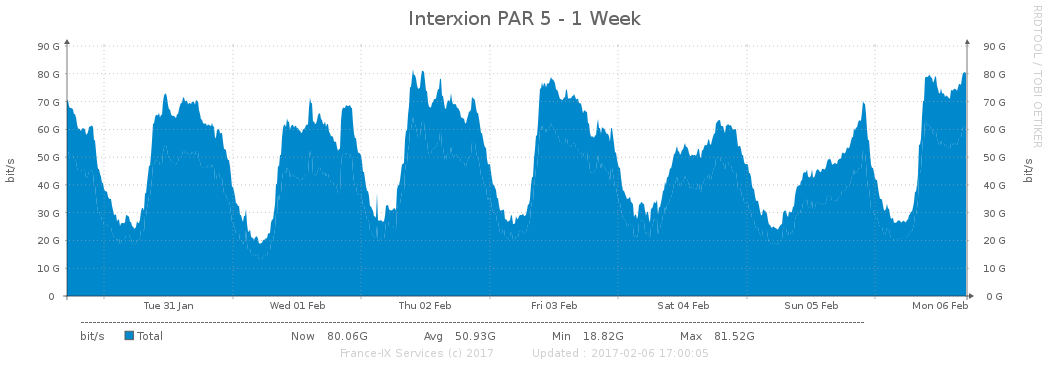 Interxion PAR 5 - 1 Week
RRDTOOL / TOBI OETIKER
90 G 90 G
80 G 80 G
70 G 70 G
60 G 60 G
50 G 50 G
40 G 40 G
30 G 30 G
20 G 20 G
10 G 10 G
0 0 G
bit/s bit/s
Tue 31 Jan Wed 01 Feb Thu 02 Feb Fri 03 Feb Sat 04 Feb Sun 05 Feb Mon 06 Feb
bit/s Total Now 80.06G Avg 50.93G Min 18.82G Max 81.52G
France-IX Services (c) 2017 Updated : 2017-02-06 17:00:05